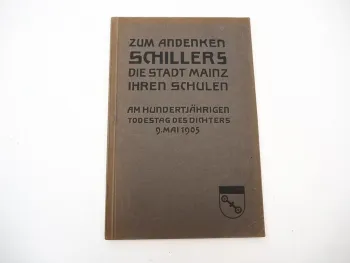 ZUM ANDENKEN
SCHILLERS
DIE STADT MAINZ
IHREN SCHULEN
AM HUNDERTJÄHRIGEN
TODESTAG DES DICHTERS
9. MAI 1905